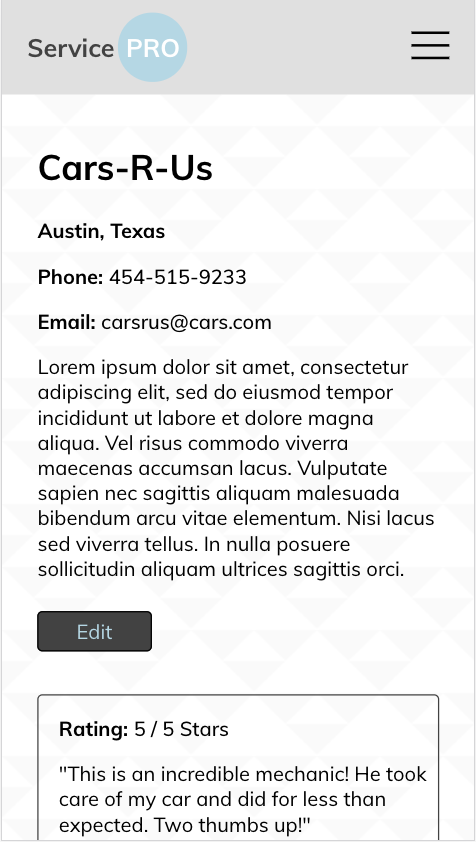 Service PRO
Cars-R-Us
Austin, Texas
Phone: 454-515-9233
Email: carsrus@cars.com
Lorem ipsum dolor sit amet, consectetur
adipiscing elit, sed do eiusmod tempor
incididunt ut labore et dolore magna
aliqua. Vel risus commodo viverra
maecenas accumsan lacus. Vulputate
sapien nec sagittis aliquam malesuada
bibendum arcu vitae elementum. Nisi lacus
sed viverra tellus. In nulla posuere
sollicitudin aliquam ultrices sagittis orci.
Edit
Rating: 5 / 5 Stars
"This is an incredible mechanic! He took
care of my car and did for less than
expected. Two thumbs up!"